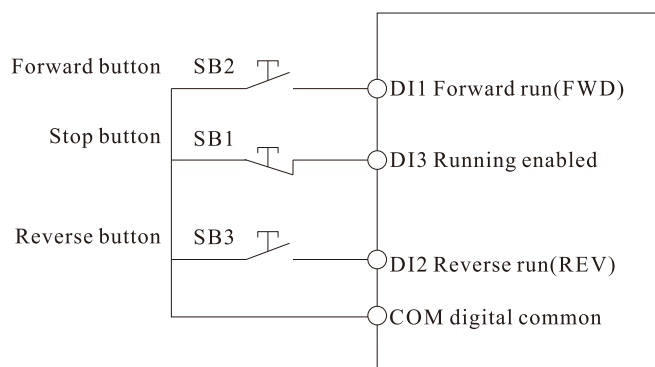 Forward button SB2
DI1 Forward run(FWD)
Stop button SB1
DI3 Running enabled
Reverse button SB3
DI2 Reverse run(REV)
COM digital common